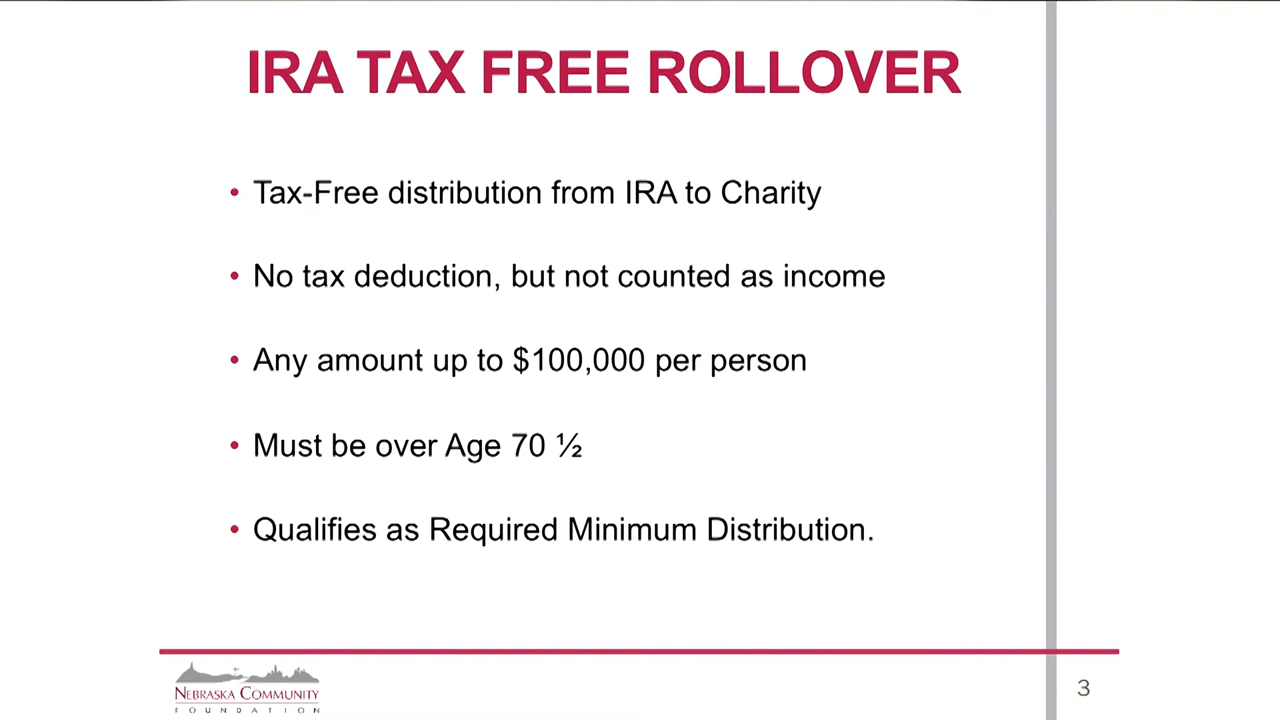 IRA TAX FREE ROLLOVER
• Tax-Free distribution from IRA to Charity
• No tax deduction, but not counted as income
• Any amount up to $100,000 per person
• Must be over Age 70 ½
• Qualifies as Required Minimum Distribution.
NEBRASKA COMMUNITY
FOUNDATION
3